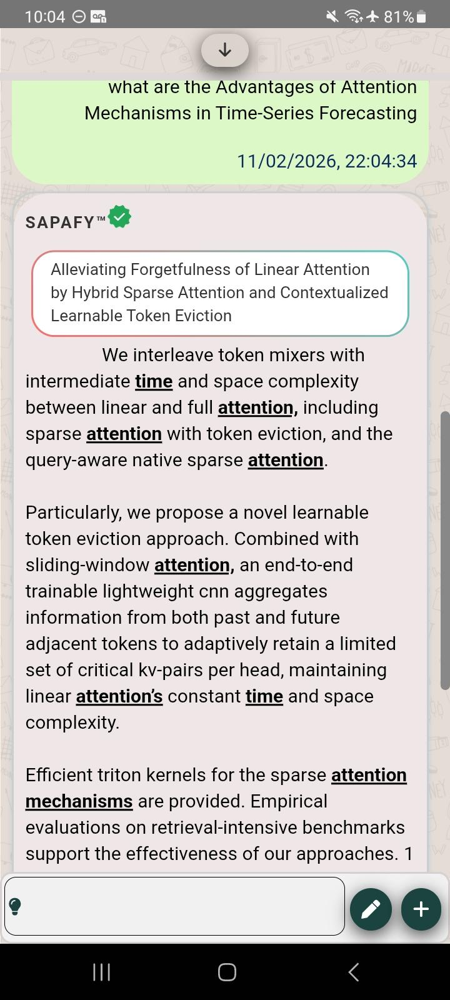 10:04
81%
what are the Advantages of Attention
Mechanisms in Time-Series Forecasting
11/02/2026, 22:04:34
SAPAFY™
Alleviating Forgetfulness of Linear Attention
by Hybrid Sparse Attention and Contextualized
Learnable Token Eviction
We interleave token mixers with
intermediate time and space complexity
between linear and full attention, including
sparse attention with token eviction, and the
query-aware native sparse attention.
Particularly, we propose a novel learnable
token eviction approach. Combined with
sliding-window attention, an end-to-end
trainable lightweight cnn aggregates
information from both past and future
adjacent tokens to adaptively retain a limited
set of critical kv-pairs per head, maintaining
linear attention’s constant time and space
complexity.
Efficient triton kernels for the sparse attention
mechanisms are provided. Empirical
evaluations on retrieval-intensive benchmarks
support the effectiveness of our approaches. 1